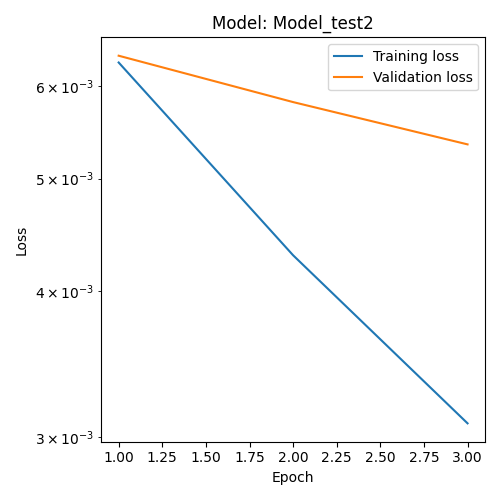 Model: Model_test2
Training loss
Validation loss
6 × 10⁻³
5 × 10⁻³
4 × 10⁻³
3 × 10⁻³
Loss
1.00 1.25 1.50 1.75 2.00 2.25 2.50 2.75 3.00
Epoch